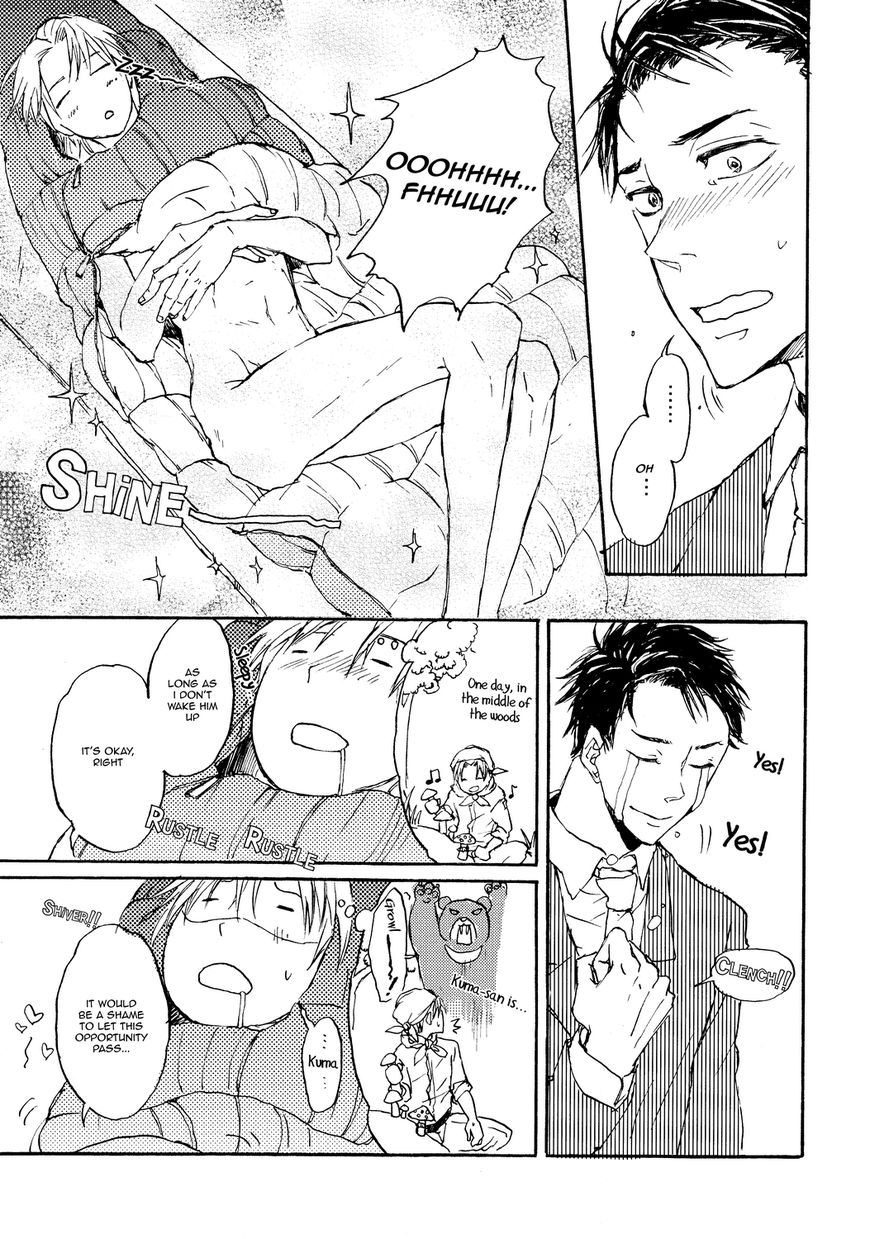 ........
OH
...
OOOHHHH...
FHHUUU!
ZZZ
SHINE
Yes!
Yes!
CLENCH!!
One day, in
the middle of
the woods
Sleepy
AS
LONG AS
I DON'T
WAKE HIM
UP
IT'S OKAY,
RIGHT
RUSTLE RUSTLE
Growl
Kuma-san is...
...
Kuma
SHIVER!!
IT WOULD
BE A SHAME
TO LET THIS
OPPORTUNITY
PASS...